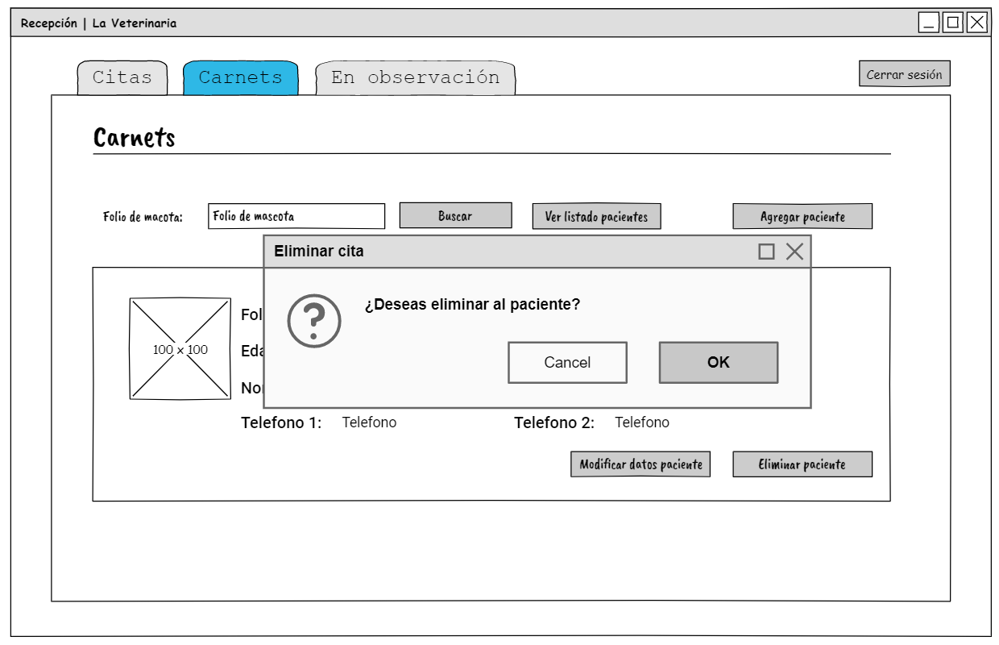 Recepción | La Veterinaria
Citas
Carnets
En observación
Cerrar sesión
Carnets
Folio de macota:
Folio de mascota
Buscar
Ver listado pacientes
Agregar paciente
Eliminar cita
¿Deseas eliminar al paciente?
Cancel
OK
100 x 100
Fol
Eda
Telefono 1:
Telefono
Telefono 2:
Telefono
Modificar datos paciente
Eliminar paciente